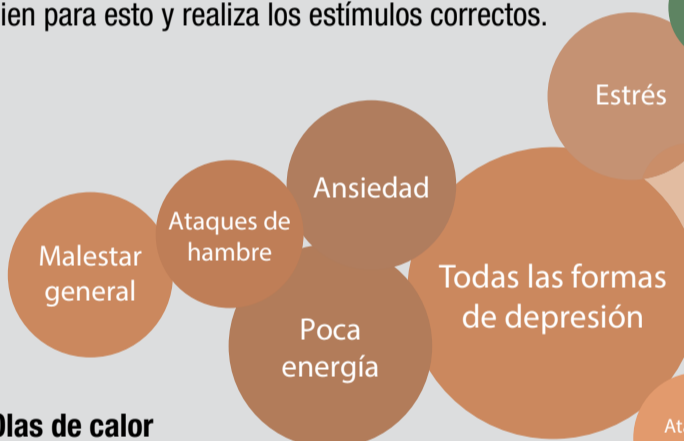 ien para esto y realiza los estímulos correctos.
Estrés
Ansiedad
Ataques de
hambre
Malestar
general
Todas las formas
de depresión
Poca
energía
Olas de calor